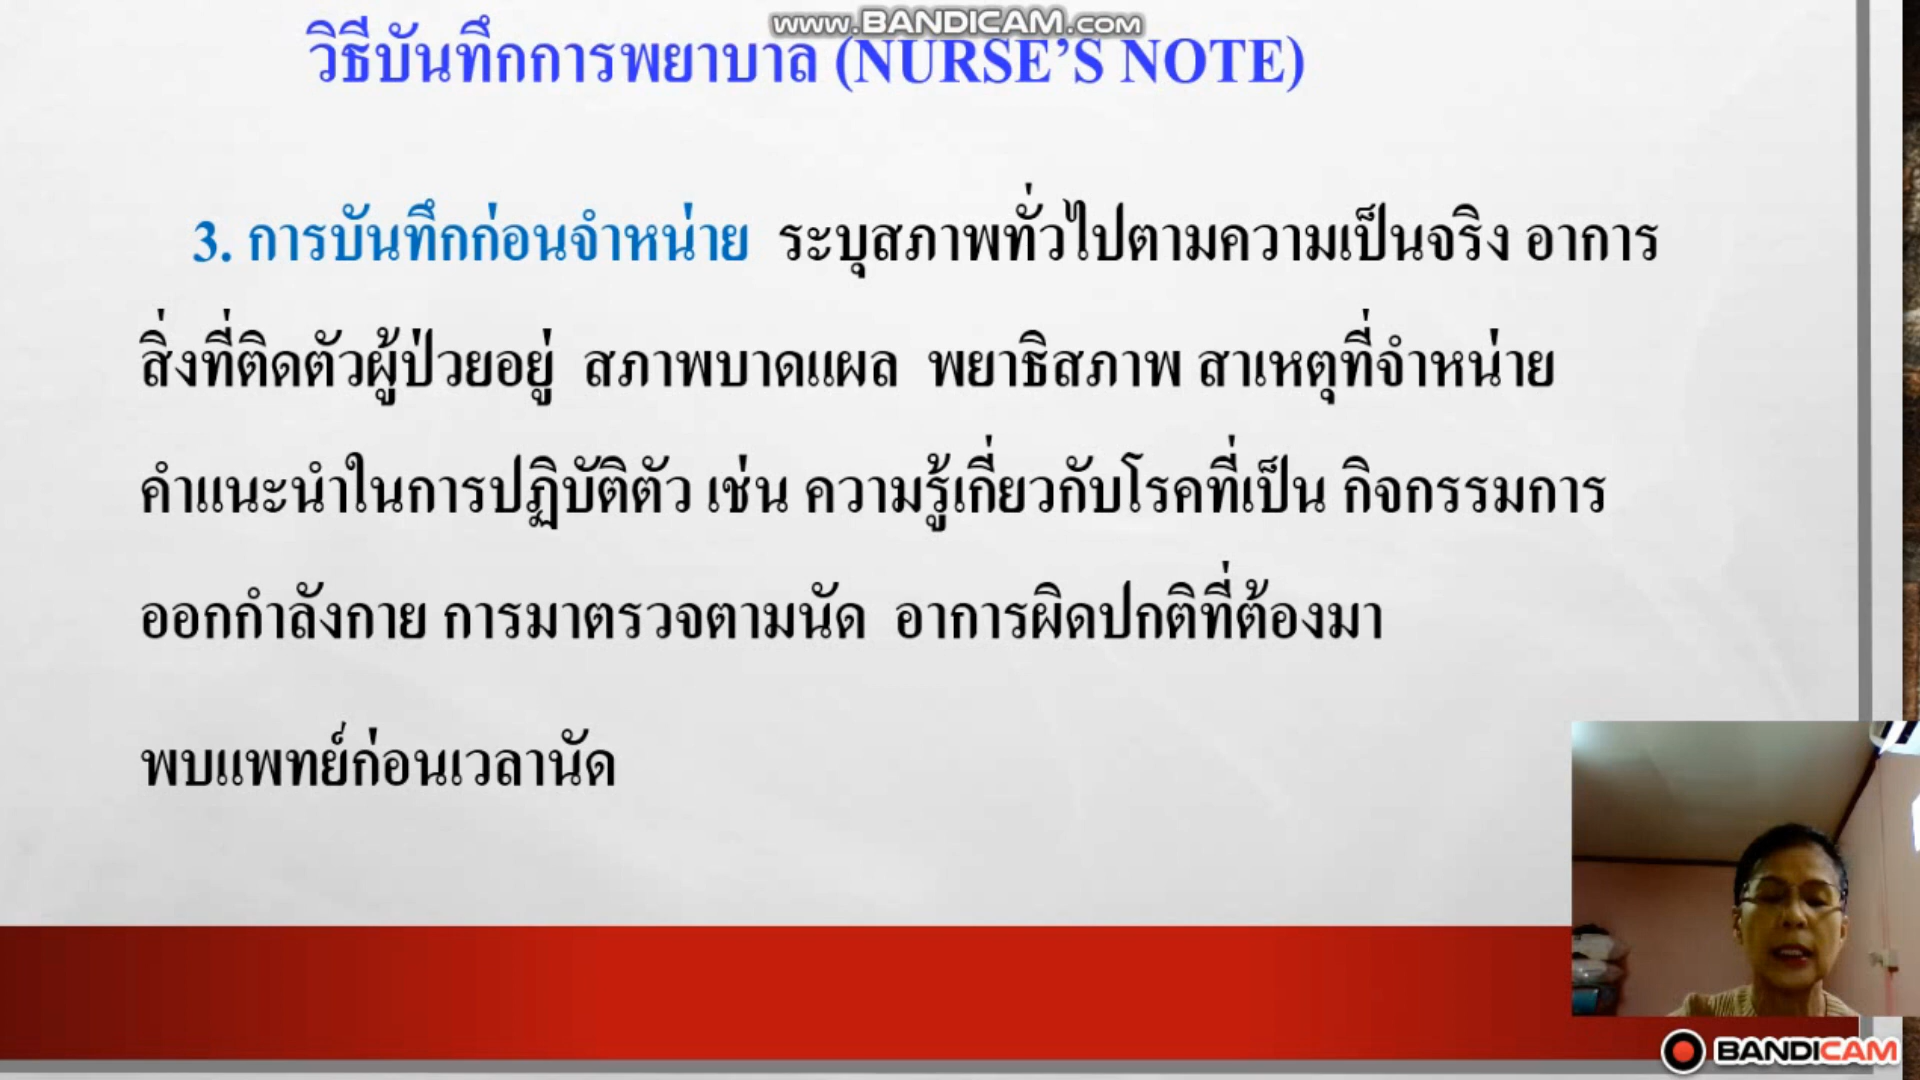 www.BANDICAM.com
วิธีบันทึกการพยาบาล (NURSE’S NOTE)
3. การบันทึกก่อนจำหน่าย ระบุสภาพทั่วไปตามความเป็นจริง อาการ
สิ่งที่ติดตัวผู้ป่วยอยู่ สภาพบาดแผล พยาธิสภาพ สาเหตุที่จำหน่าย
คำแนะนำในการปฏิบัติตัว เช่น ความรู้เกี่ยวกับโรคที่เป็น กิจกรรมการ
ออกกำลังกาย การมาตรวจตามนัด อาการผิดปกติที่ต้องมา
พบแพทย์ก่อนเวลานัด
BANDICAM